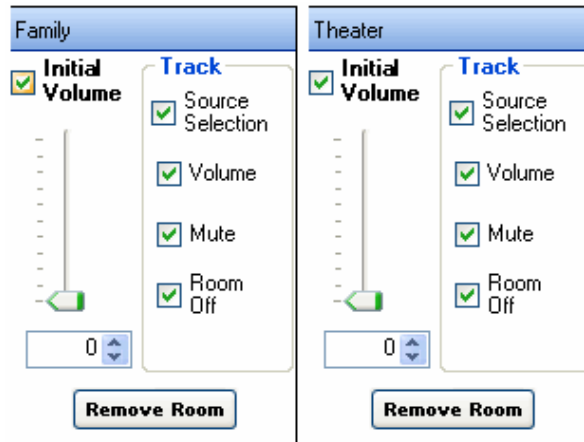 Family
Initial
Volume
Track
Source
Selection
Volume
Mute
Room
Off
0
Remove Room
Theater
Initial
Volume
Track
Source
Selection
Volume
Mute
Room
Off
0
Remove Room